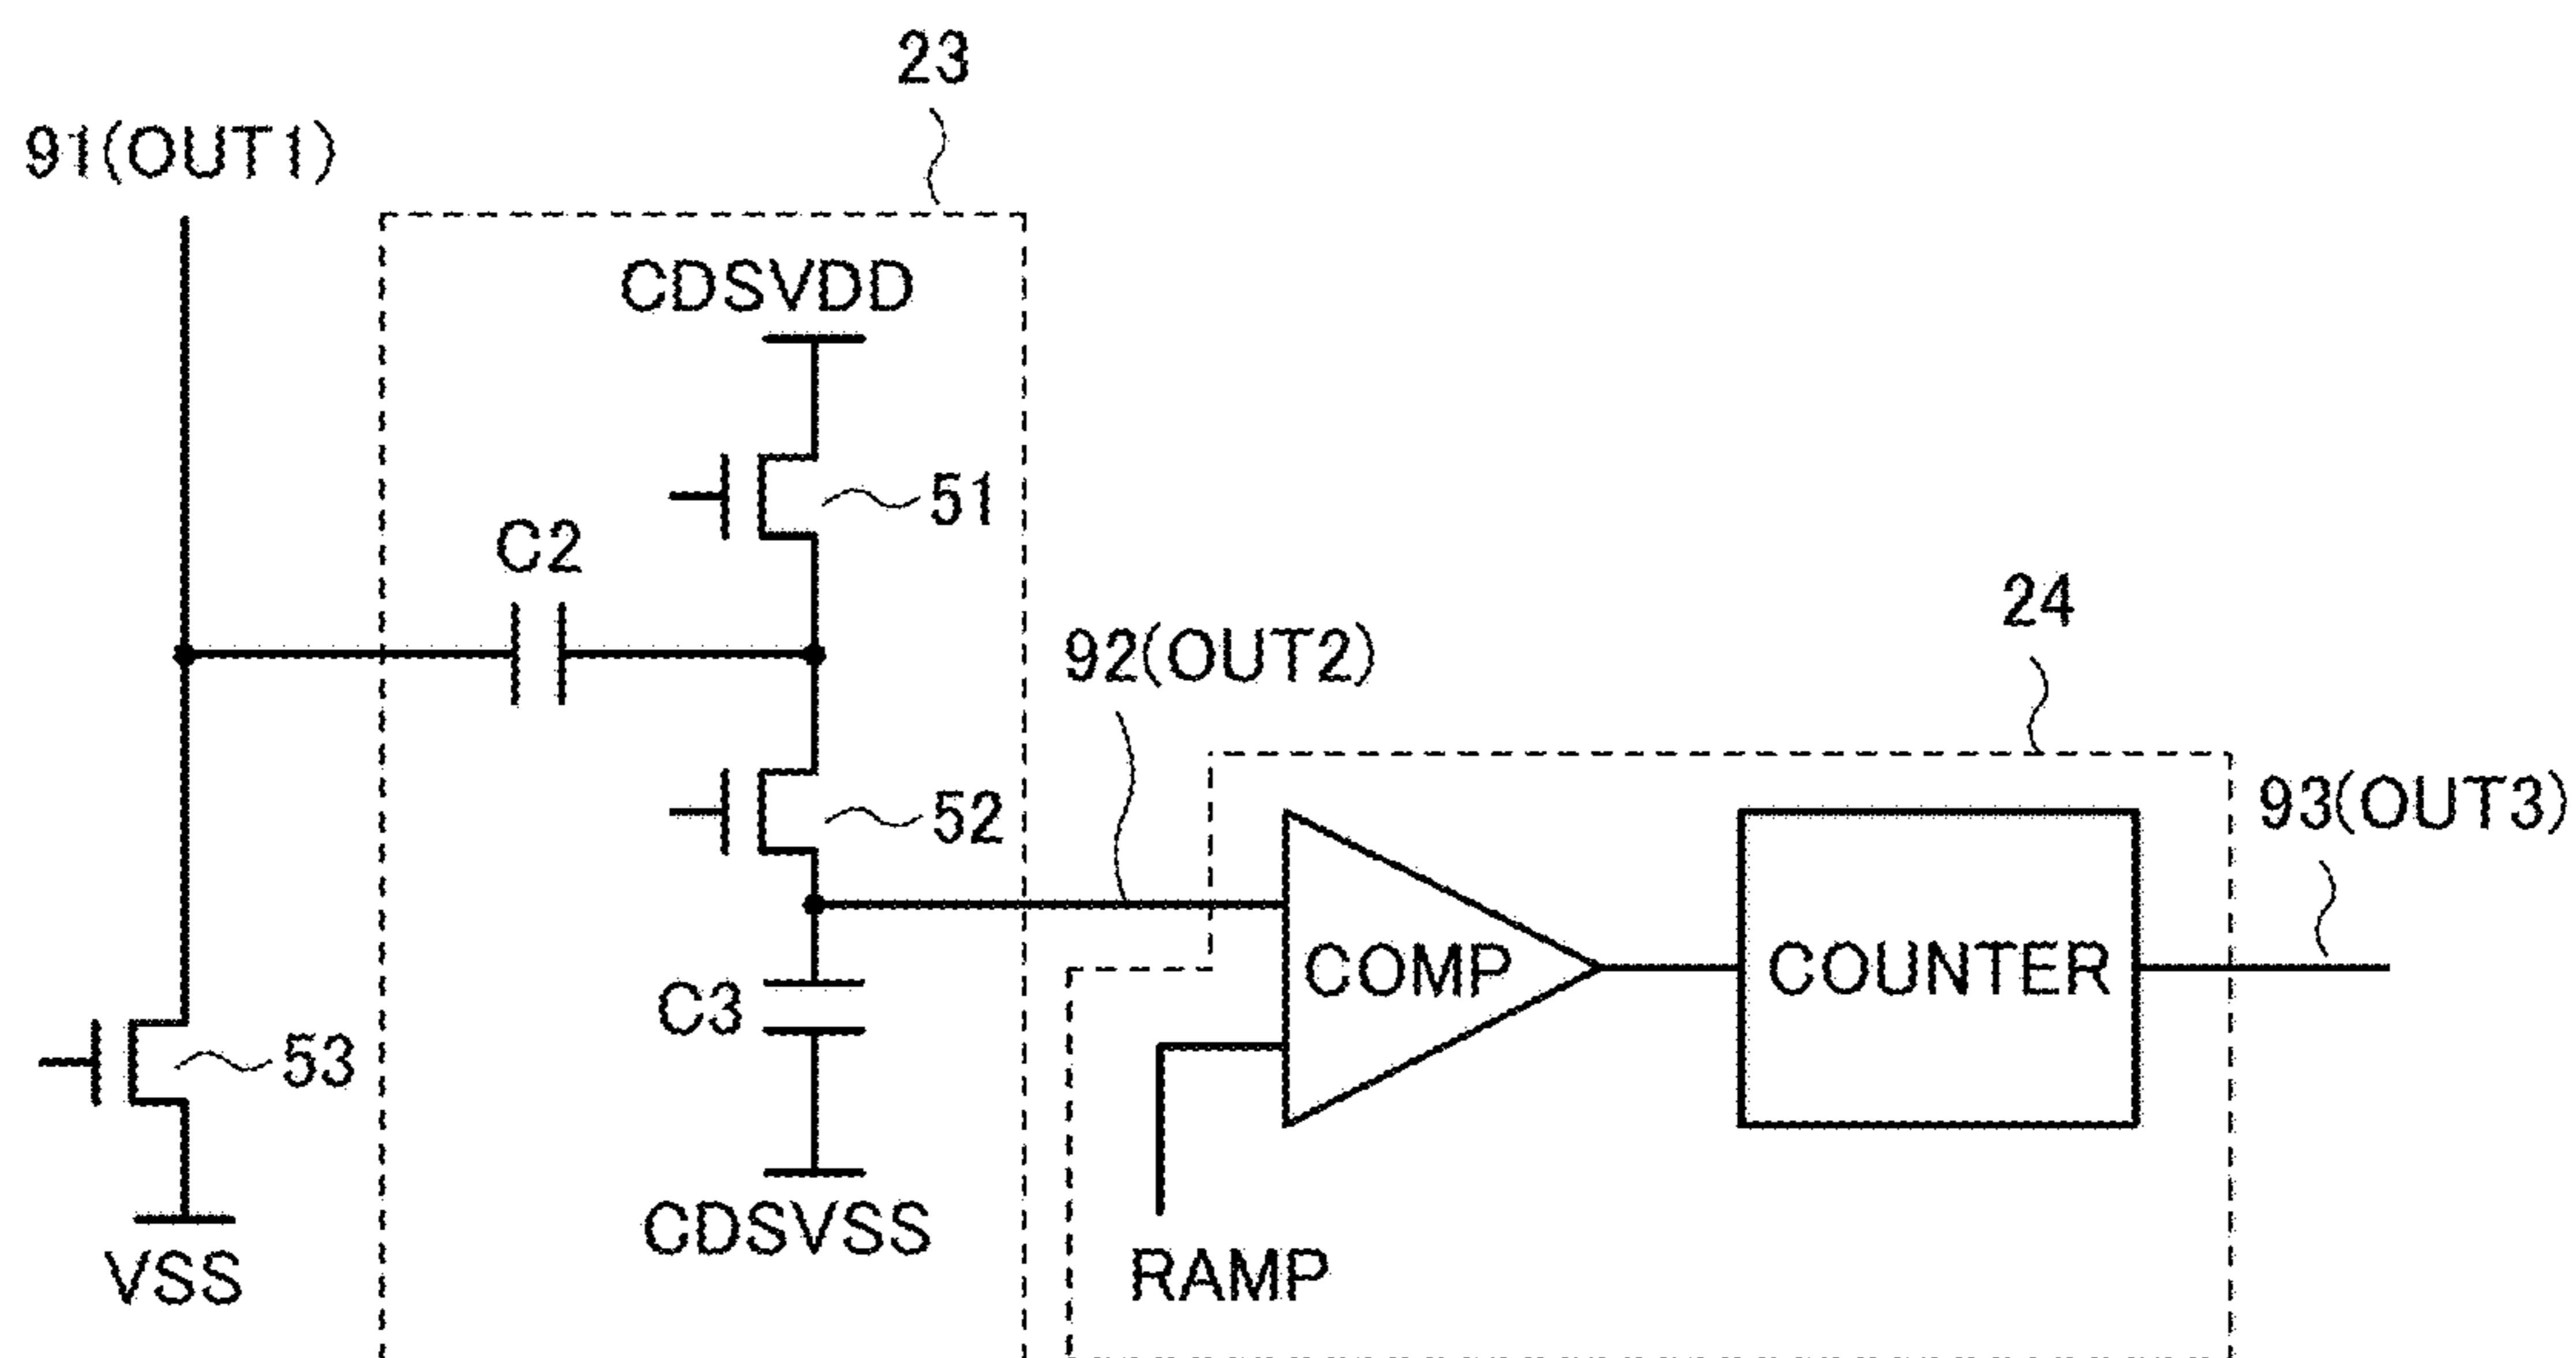 23
91(OUT1)
CDSVDD
51
C2
24
92(OUT2)
52
93(OUT3)
COMP
COUNTER
C3
53
CDSVSS
RAMP
VSS